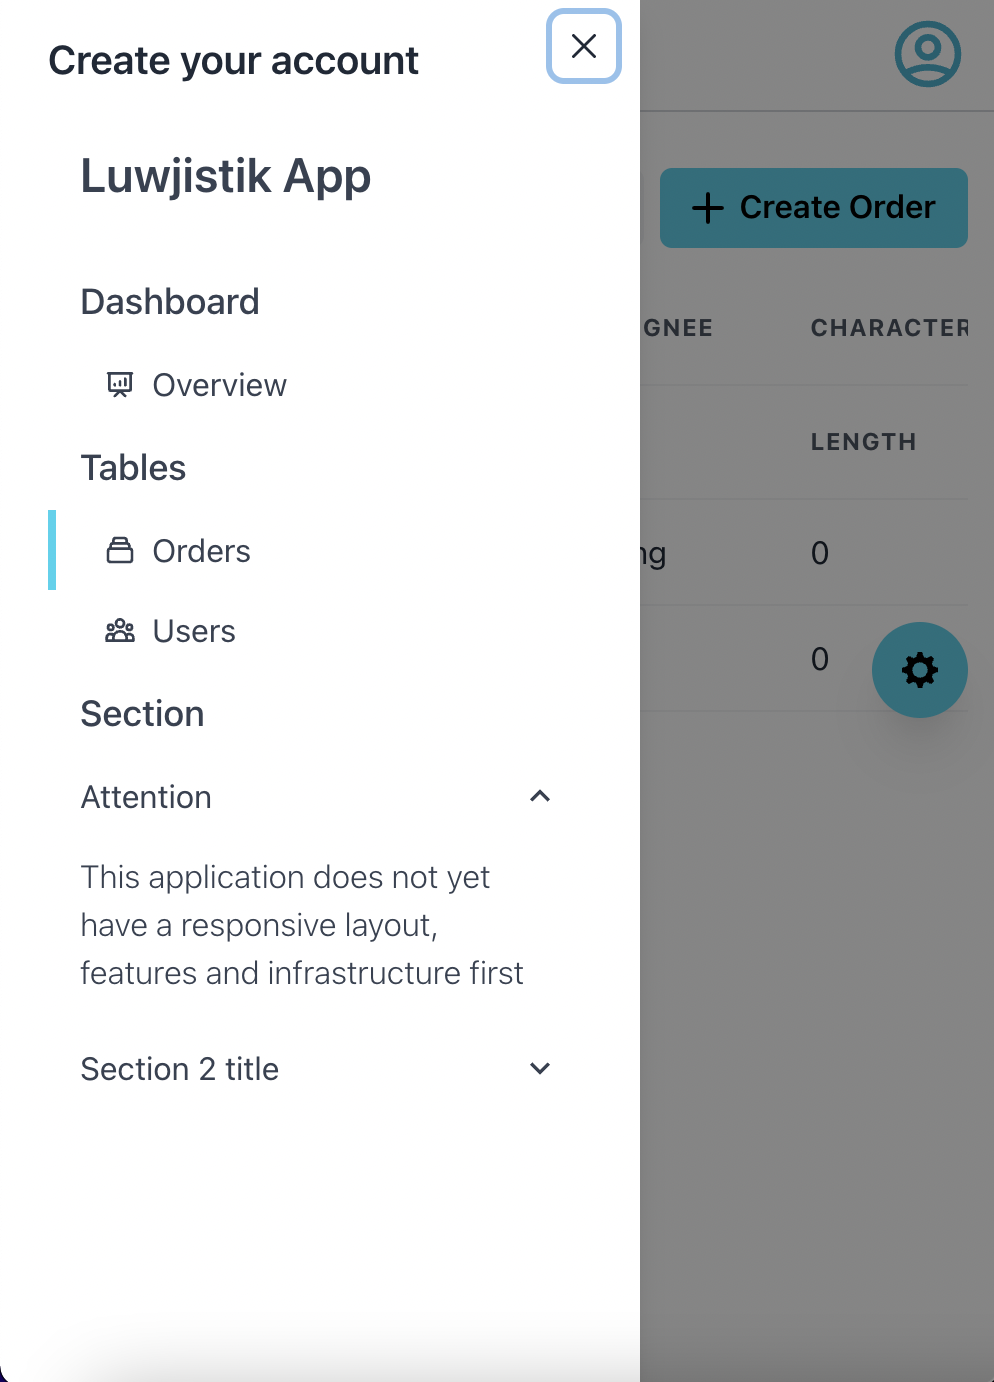 Create your account
Luwjistik App
Create Order
Dashboard
GNEE
CHARACTER
Overview
LENGTH
Tables
Orders
ng
0
Users
0
Section
Attention
This application does not yet
have a responsive layout,
features and infrastructure first
Section 2 title